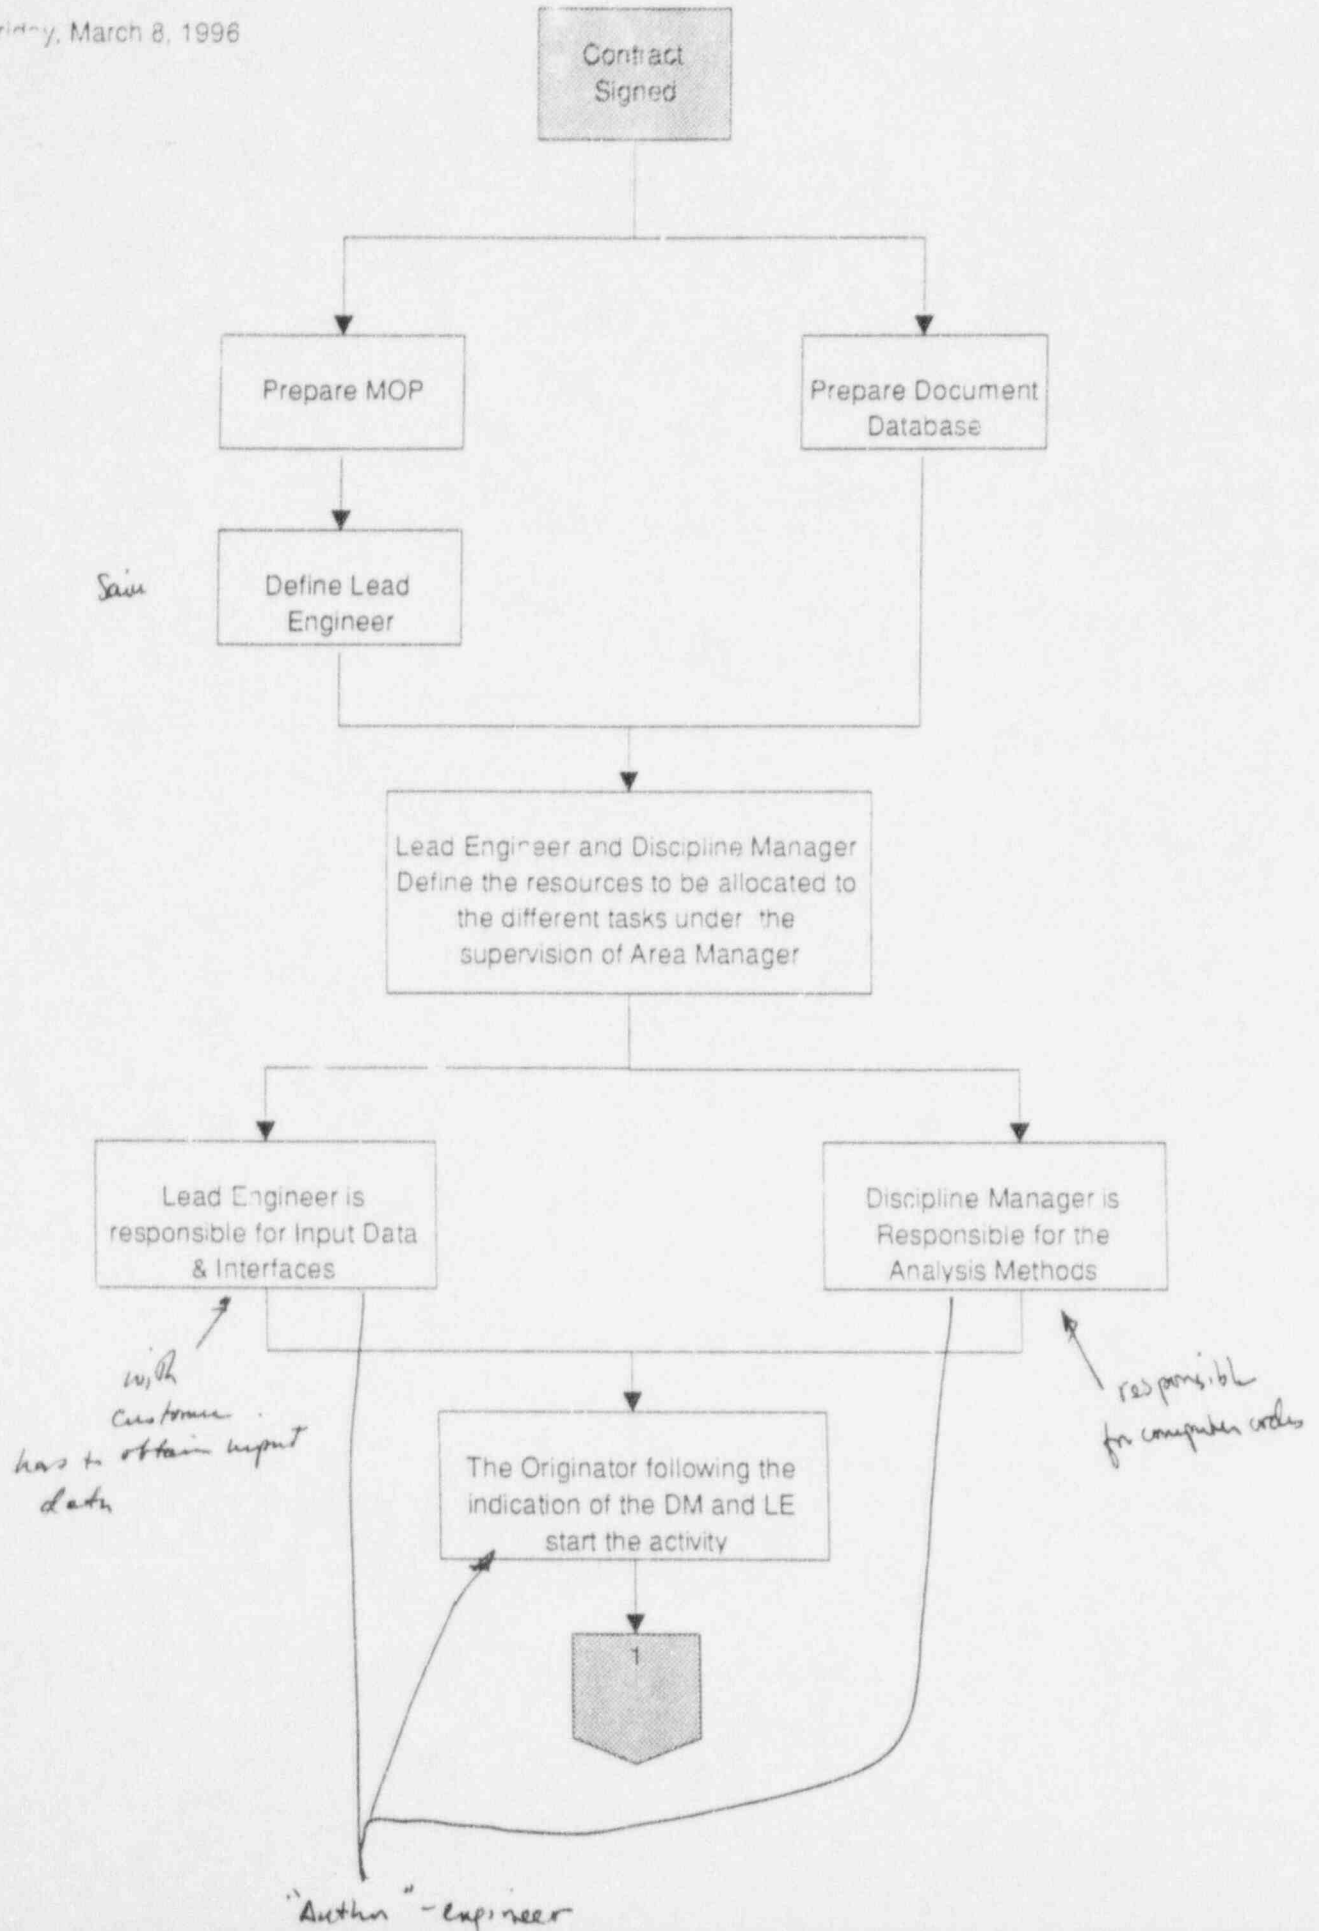 Friday, March 8, 1996
Contract
Signed
Prepare MOP
Prepare Document
Database
Define Lead
Engineer
Lead Engineer and Discipline Manager
Define the resources to be allocated to
the different tasks under the
supervision of Area Manager
Lead Engineer is
responsible for Input Data
& Interfaces
Discipline Manager is
Responsible for the
Analysis Methods
with
customer
has to obtain input
data
responsible
for computer codes
The Originator following the
indication of the DM and LE
start the activity
1
"Author" - engineer